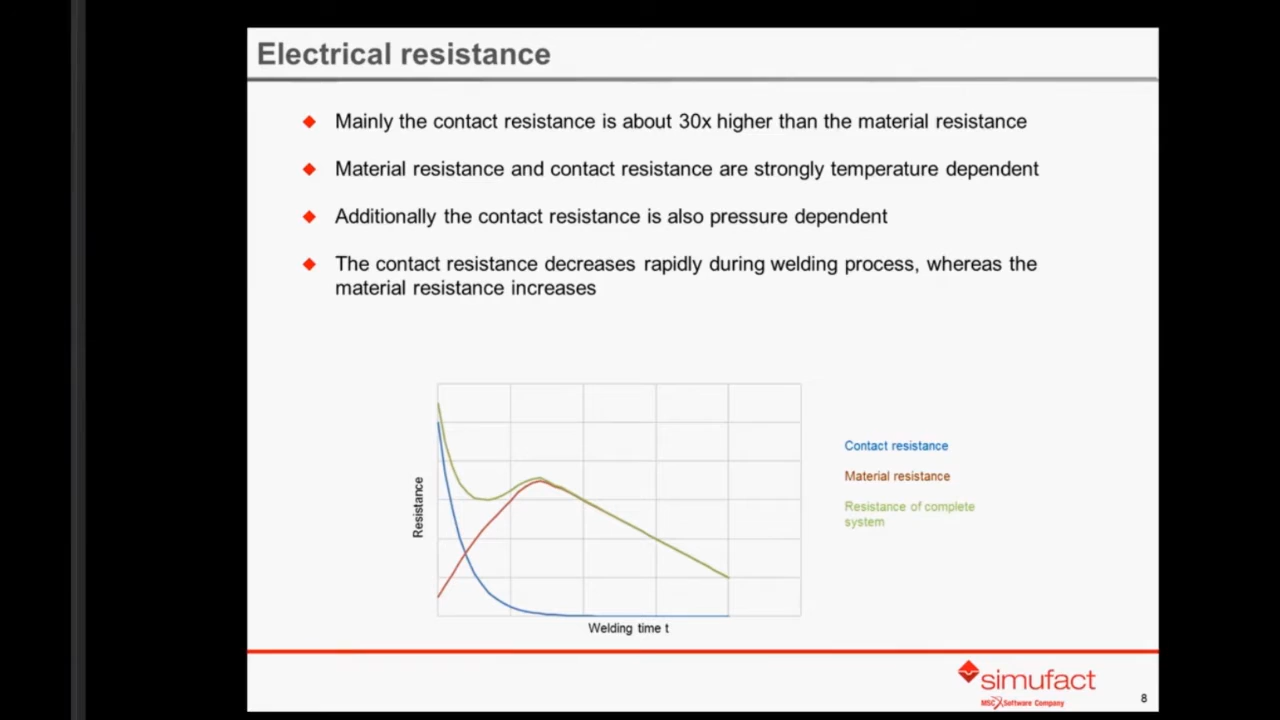 Electrical resistance
Mainly the contact resistance is about 30x higher than the material resistance
Material resistance and contact resistance are strongly temperature dependent
Additionally the contact resistance is also pressure dependent
The contact resistance decreases rapidly during welding process, whereas the
material resistance increases
Resistance
Welding time t
Contact resistance
Material resistance
Resistance of complete
system
simufact
MSC Software Company
8